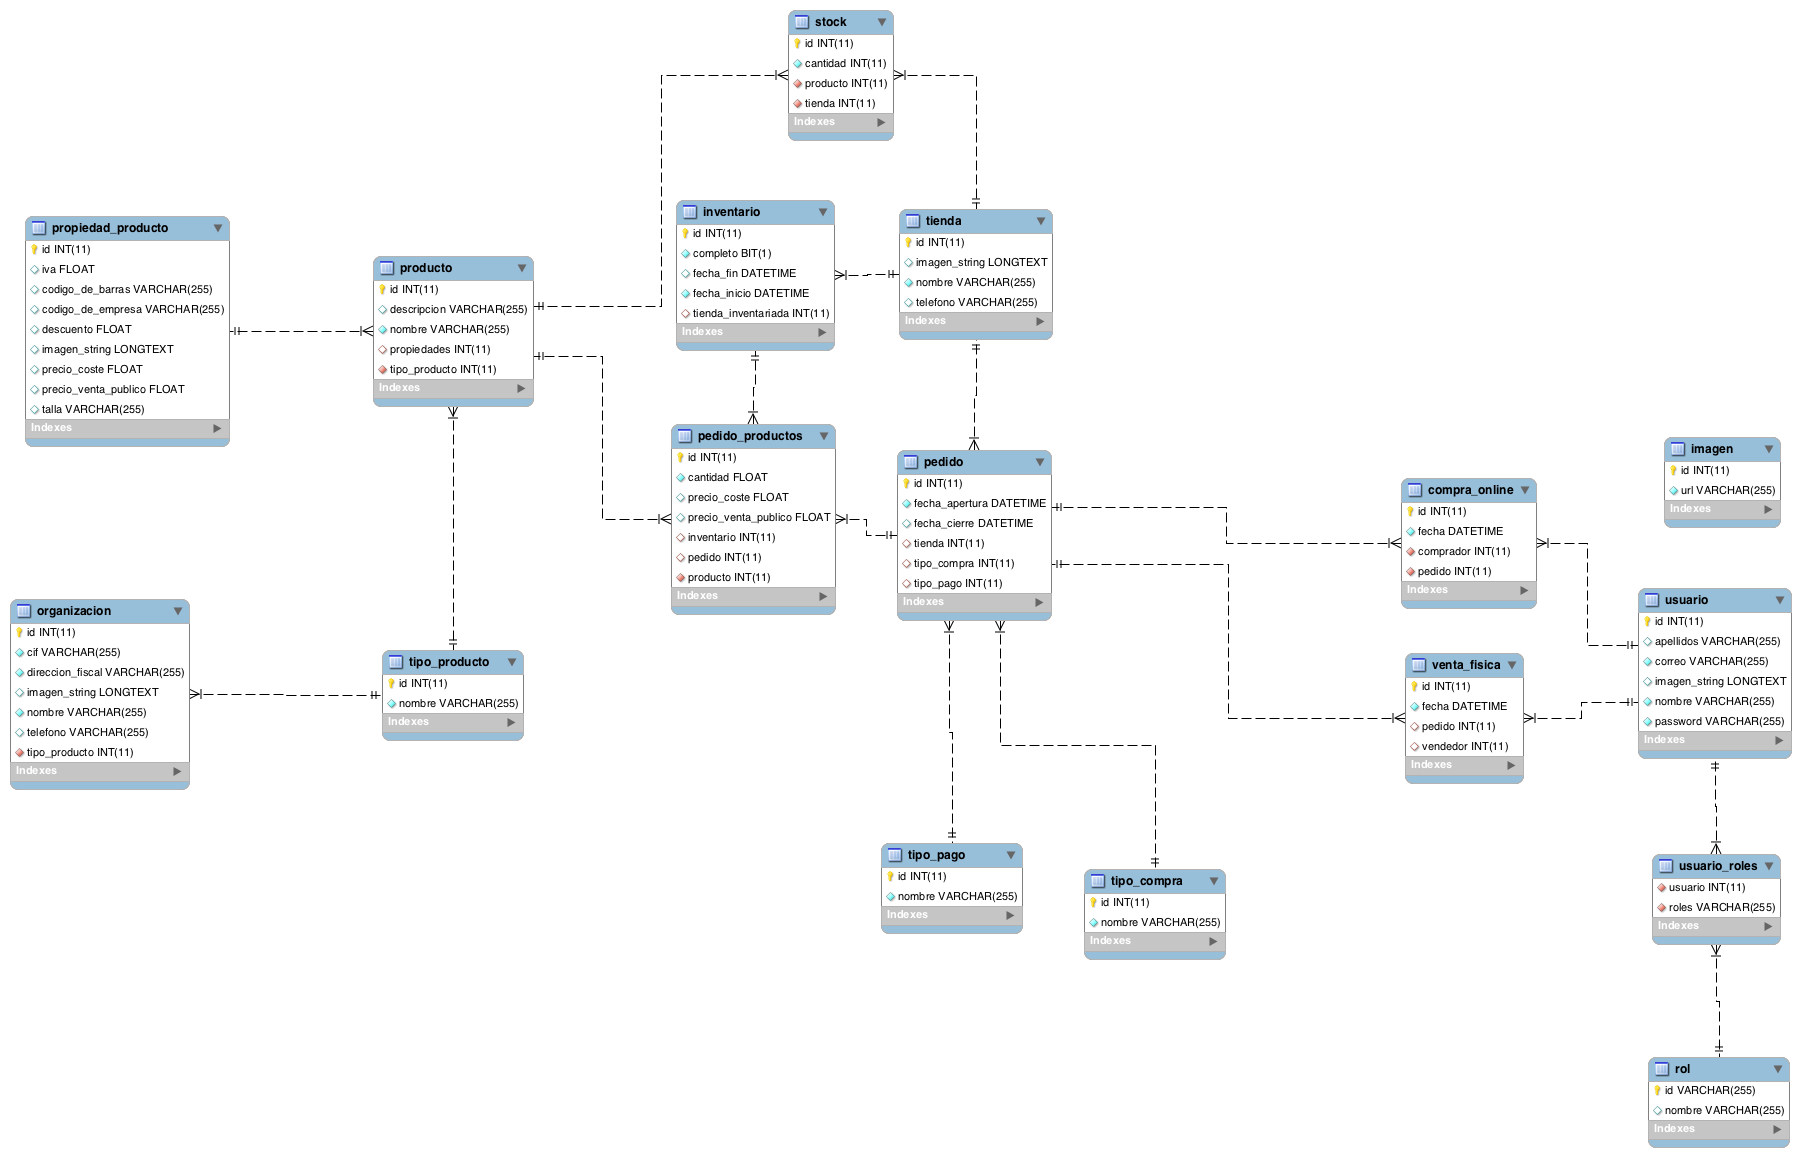 stock
id INT(11)
cantidad INT(11)
producto INT(11)
tienda INT(11)
Indexes
propiedad_producto
id INT(11)
iva FLOAT
codigo_de_barras VARCHAR(255)
codigo_de_empresa VARCHAR(255)
descuento FLOAT
imagen_string LONGTEXT
precio_coste FLOAT
precio_venta_publico FLOAT
talla VARCHAR(255)
Indexes
producto
id INT(11)
descripcion VARCHAR(255)
nombre VARCHAR(255)
propiedades INT(11)
tipo_producto INT(11)
Indexes
inventario
id INT(11)
completo BIT(1)
fecha_fin DATETIME
fecha_inicio DATETIME
tienda_inventariada INT(11)
Indexes
tienda
id INT(11)
imagen_string LONGTEXT
nombre VARCHAR(255)
telefono VARCHAR(255)
Indexes
pedido_productos
id INT(11)
cantidad FLOAT
precio_coste FLOAT
precio_venta_publico FLOAT
inventario INT(11)
pedido INT(11)
producto INT(11)
Indexes
pedido
id INT(11)
fecha_apertura DATETIME
fecha_cierre DATETIME
tienda INT(11)
tipo_compra INT(11)
tipo_pago INT(11)
Indexes
compra_online
id INT(11)
fecha DATETIME
comprador INT(11)
pedido INT(11)
Indexes
imagen
id INT(11)
url VARCHAR(255)
Indexes
organizacion
id INT(11)
cif VARCHAR(255)
direccion_fiscal VARCHAR(255)
imagen_string LONGTEXT
nombre VARCHAR(255)
telefono VARCHAR(255)
tipo_producto INT(11)
Indexes
tipo_producto
id INT(11)
nombre VARCHAR(255)
Indexes
venta_fisica
id INT(11)
fecha DATETIME
pedido INT(11)
vendedor INT(11)
Indexes
usuario
id INT(11)
apellidos VARCHAR(255)
correo VARCHAR(255)
imagen_string LONGTEXT
nombre VARCHAR(255)
password VARCHAR(255)
Indexes
tipo_pago
id INT(11)
nombre VARCHAR(255)
Indexes
tipo_compra
id INT(11)
nombre VARCHAR(255)
Indexes
usuario_roles
usuario INT(11)
roles VARCHAR(255)
Indexes
rol
id VARCHAR(255)
nombre VARCHAR(255)
Indexes